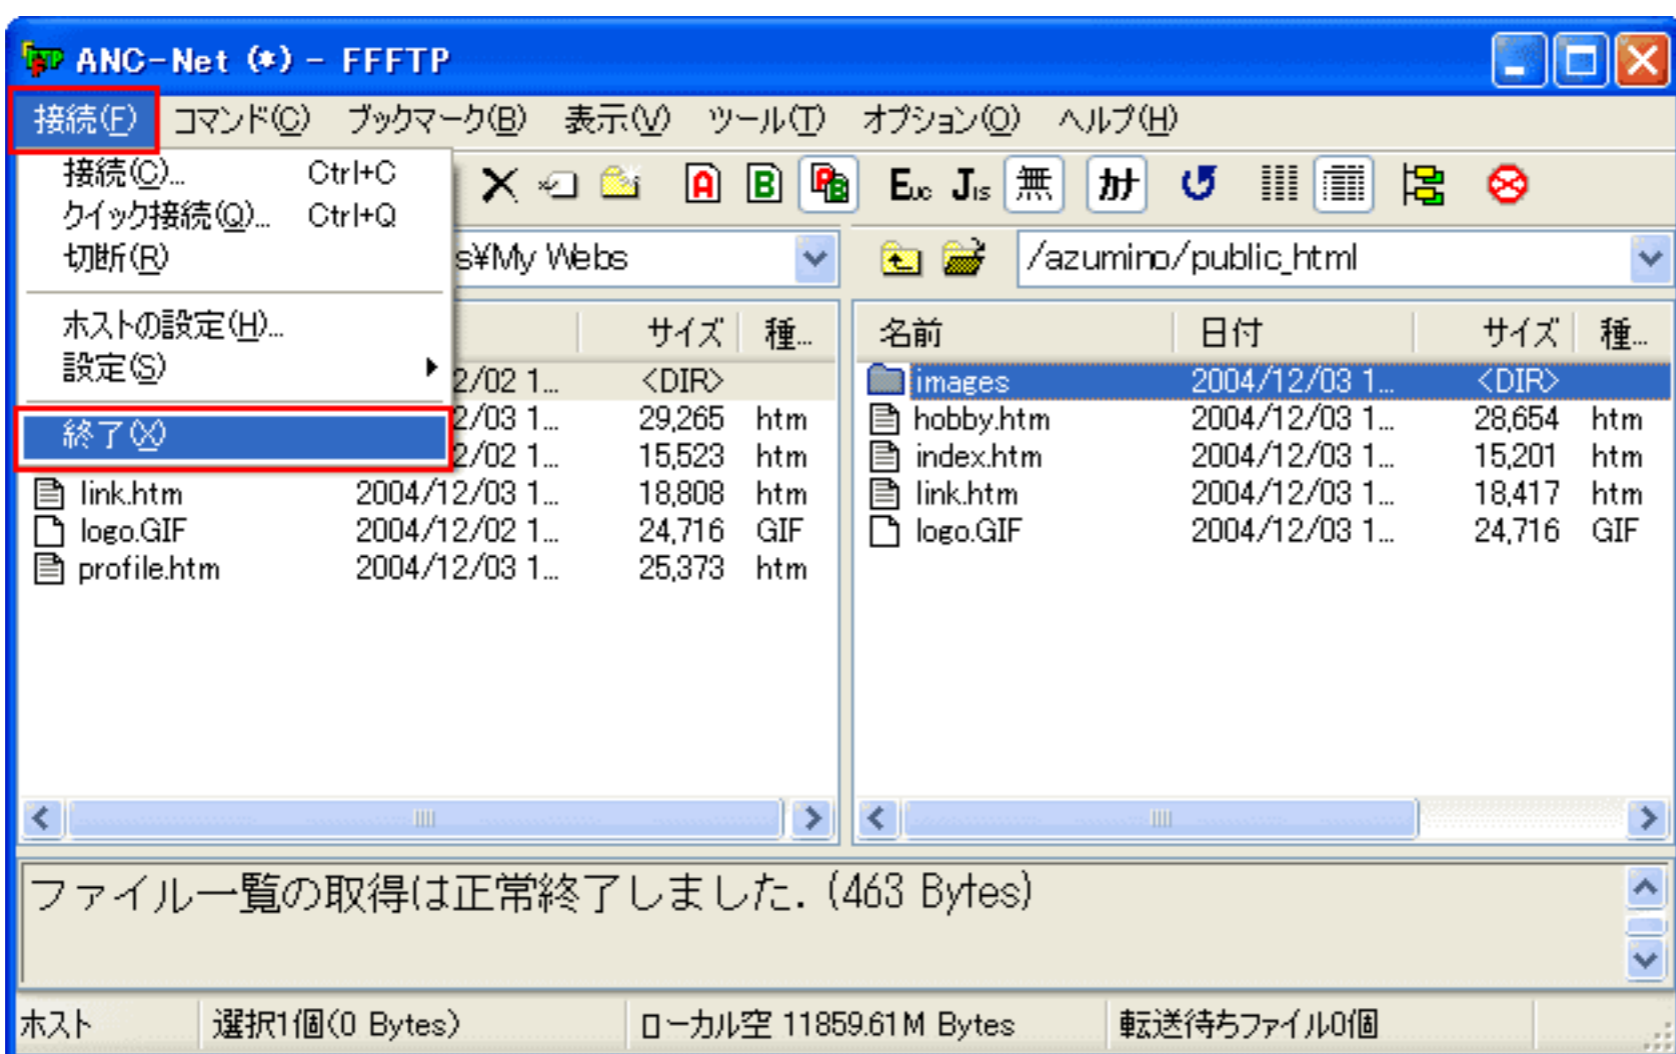 ANC-Net (*) - FFFTP
接続(F) コマンド(C) ブックマーク(B) 表示(V) ツール(T) オプション(O) ヘルプ(H)
接続(C)... Ctrl+C
クイック接続(Q)... Ctrl+Q
切断(R)
ホストの設定(H)...
設定(S)
終了(X)
A B PB Euc Jis 無 カナ
s¥My Webs
/azumino/public_html
サイズ 種...
2/02 1... <DIR>
2/03 1... 29,265 htm
2/02 1... 15,523 htm
link.htm 2004/12/03 1... 18,808 htm
logo.GIF 2004/12/02 1... 24,716 GIF
profile.htm 2004/12/03 1... 25,373 htm
名前 日付 サイズ 種...
images 2004/12/03 1... <DIR>
hobby.htm 2004/12/03 1... 28,654 htm
index.htm 2004/12/03 1... 15,201 htm
link.htm 2004/12/03 1... 18,417 htm
logo.GIF 2004/12/03 1... 24,716 GIF
ファイル一覧の取得は正常終了しました. (463 Bytes)
ホスト 選択1個(0 Bytes) ローカル空 11859.61M Bytes 転送待ちファイル0個